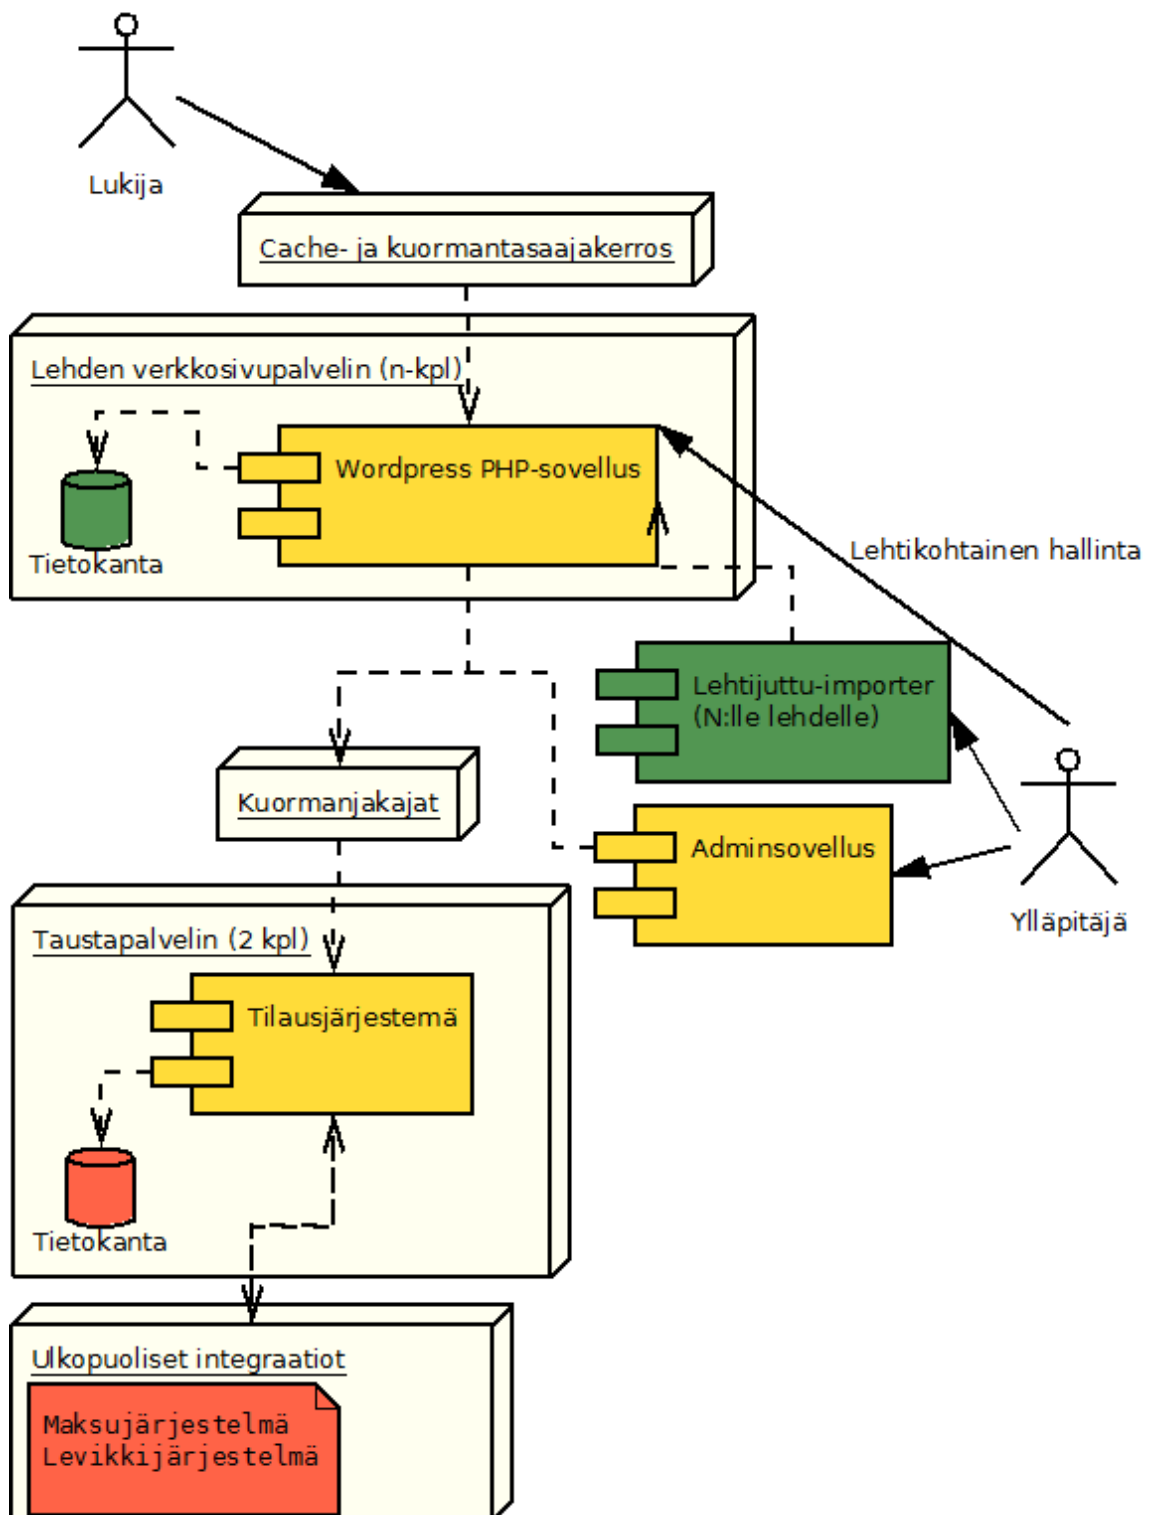 Lukija
Cache- ja kuormantasaajakerros
Lehden verkkosivupalvelin (n-kpl)
Wordpress PHP-sovellus
Tietokanta
Lehtikohtainen hallinta
Lehtijuttu-importer
(N:lle lehdelle)
Kuormanjakajat
Adminsovellus
Ylläpitäjä
Taustapalvelin (2 kpl)
Tilausjärjestemä
Tietokanta
Ulkopuoliset integraatiot
Maksujärjestelmä
Levikkijärjestelmä